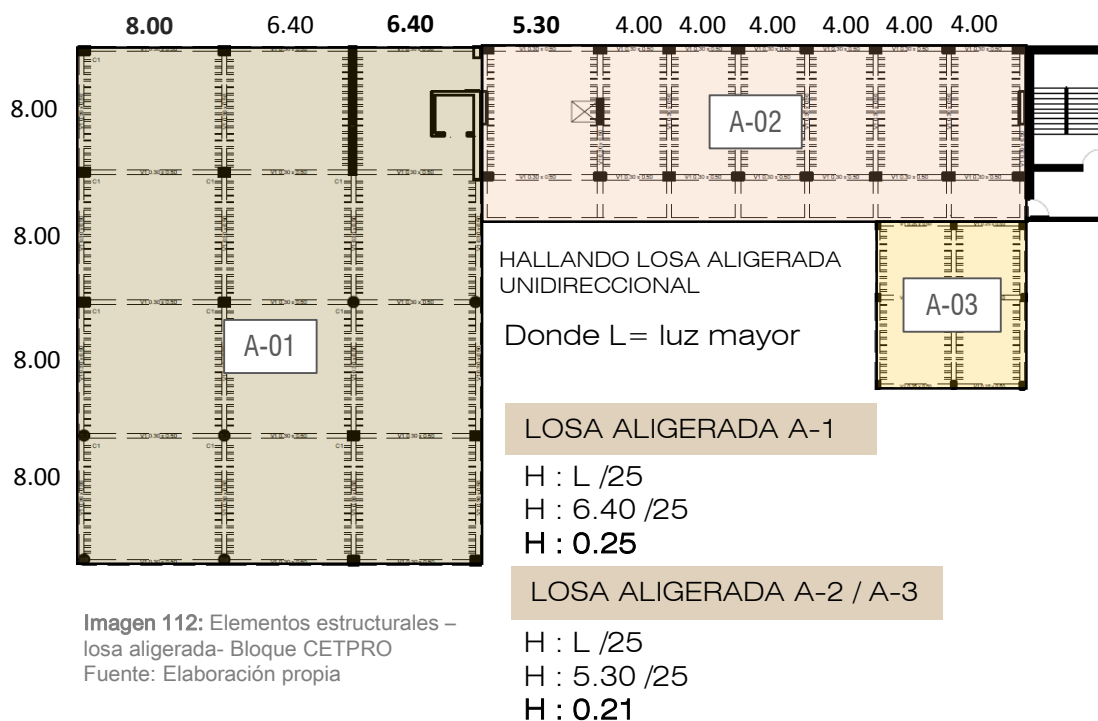 8.00 6.40 6.40 5.30 4.00 4.00 4.00 4.00 4.00 4.00
8.00
8.00
8.00
8.00
A-01
A-02
A-03
HALLANDO LOSA ALIGERADA
UNIDIRECCIONAL
Donde L= luz mayor
LOSA ALIGERADA A-1
H : L /25
H : 6.40 /25
H : 0.25
LOSA ALIGERADA A-2 / A-3
H : L /25
H : 5.30 /25
H : 0.21
Imagen 112: Elementos estructurales –
losa aligerada- Bloque CETPRO
Fuente: Elaboración propia